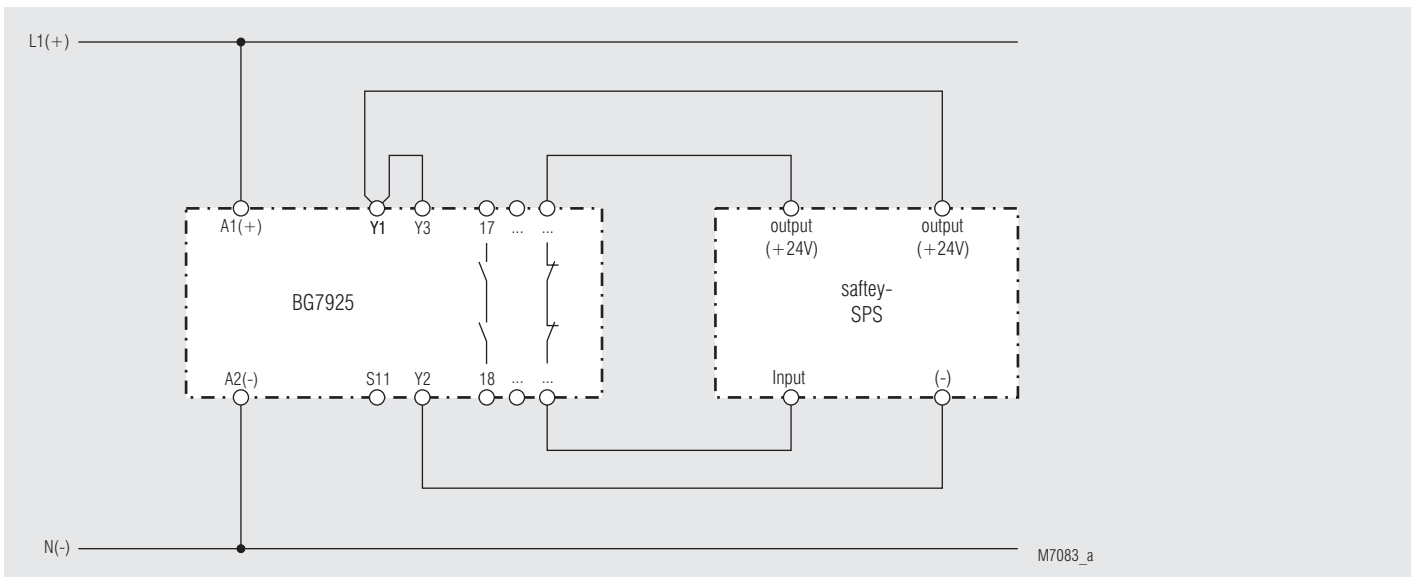 L1(+)
A1(+) Y1 Y3 17 ... ...
output
(+24V)
output
(+24V)
BG7925
saftey-
SPS
A2(-) S11 Y2 18 ... ...
Input (-)
N(-)
M7083_a